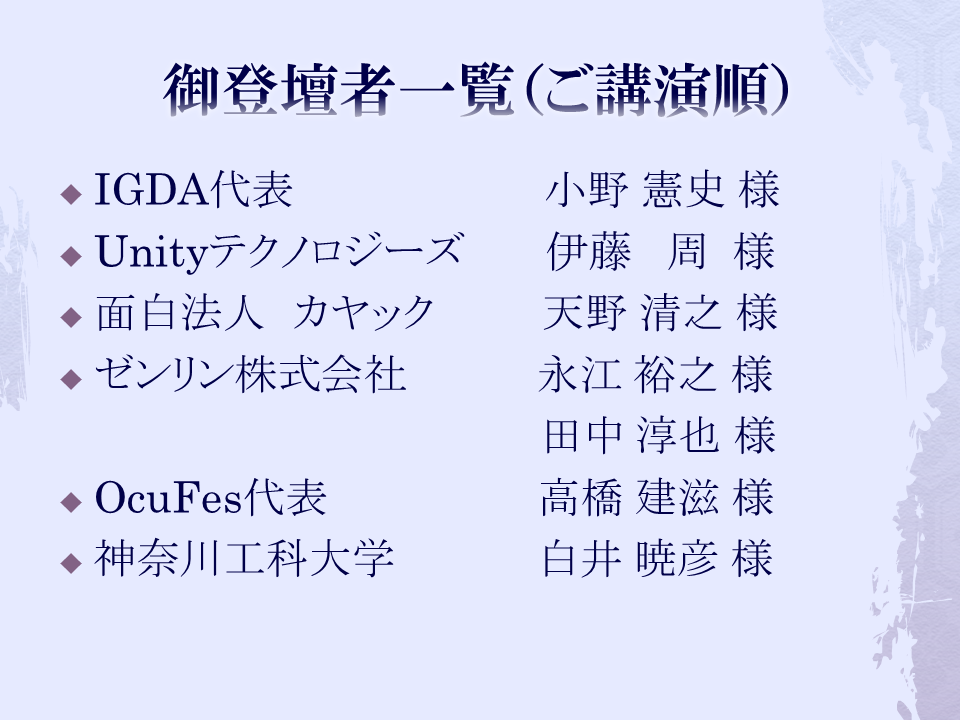 御登壇者一覧（ご講演順）
IGDA代表 小野 憲史 様
Unityテクノロジーズ 伊藤 周 様
面白法人 カヤック 天野 清之 様
ゼンリン株式会社 永江 裕之 様
田中 淳也 様
OcuFes代表 高橋 建滋 様
神奈川工科大学 白井 暁彦 様